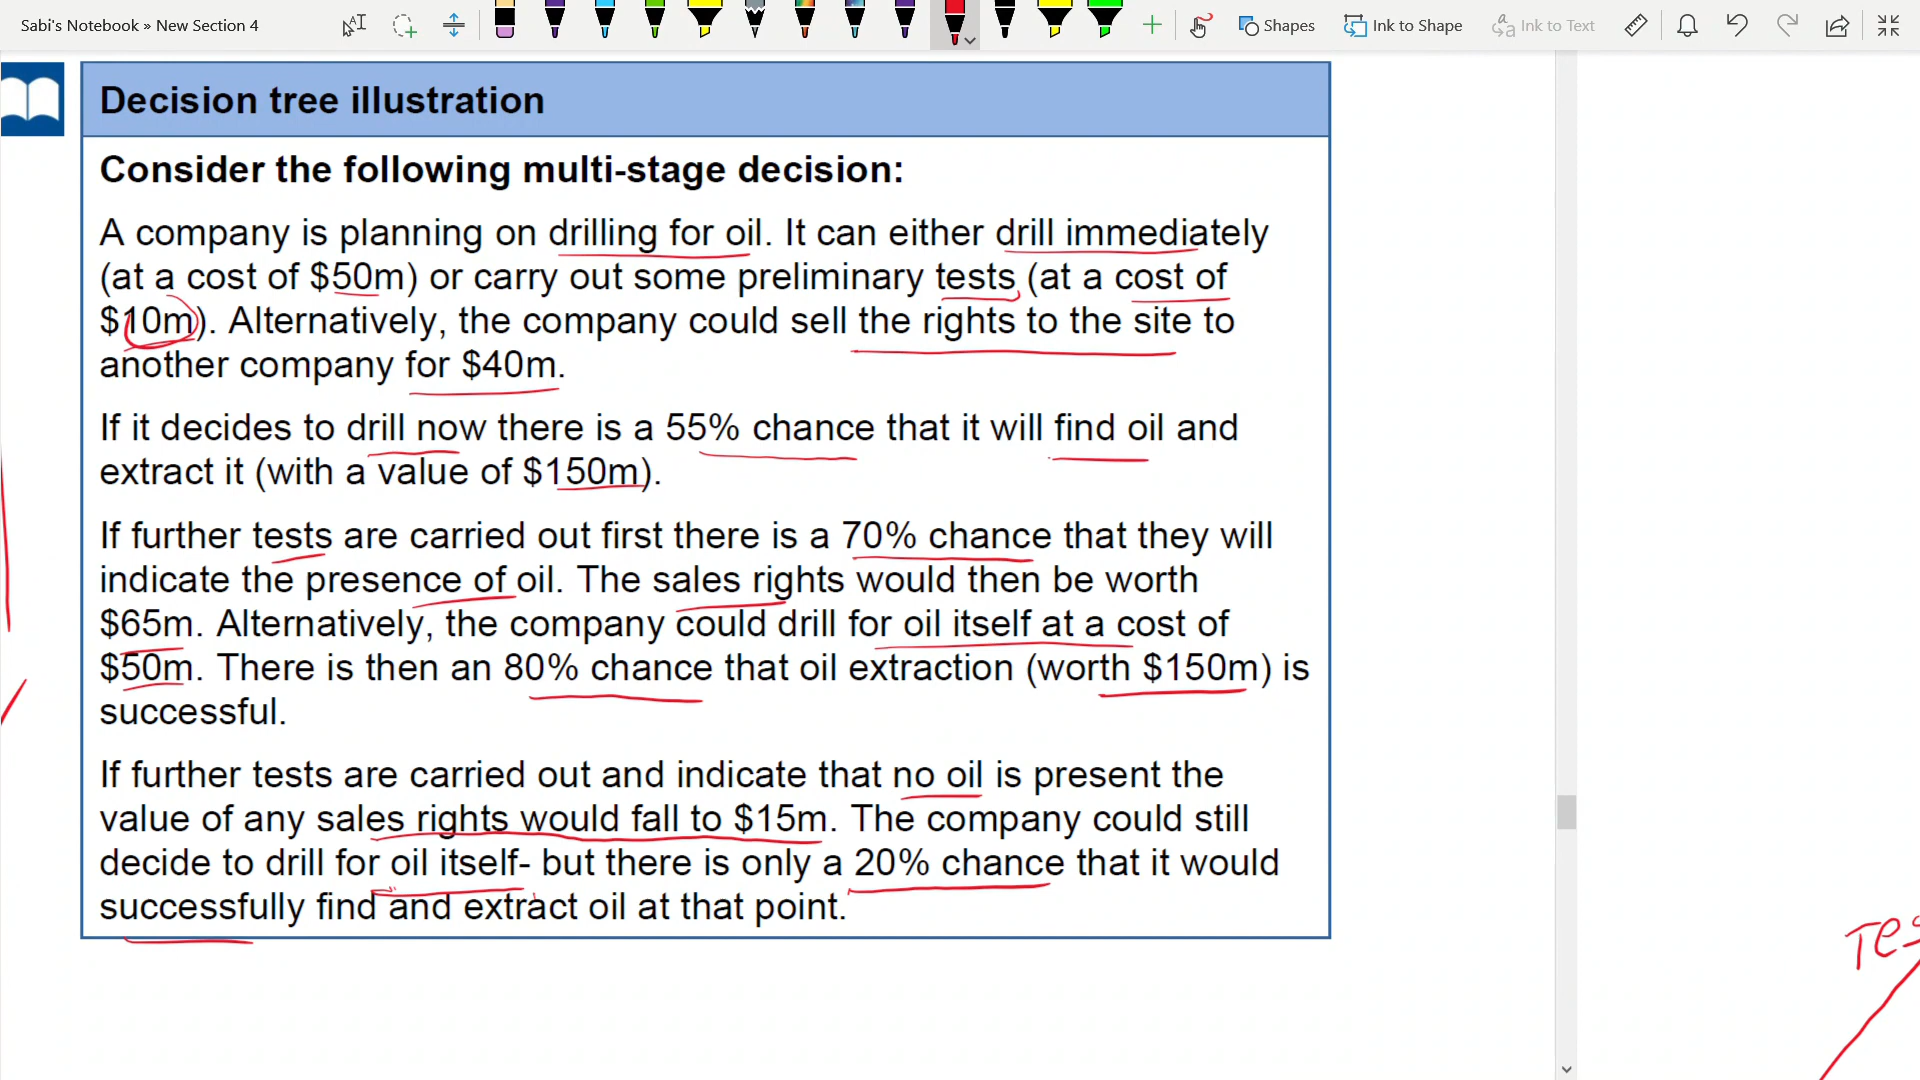 Sabi's Notebook » New Section 4
Shapes
Ink to Shape
Ink to Text
Decision tree illustration
Consider the following multi-stage decision:
A company is planning on drilling for oil. It can either drill immediately
(at a cost of $50m) or carry out some preliminary tests (at a cost of
$10m). Alternatively, the company could sell the rights to the site to
another company for $40m.
If it decides to drill now there is a 55% chance that it will find oil and
extract it (with a value of $150m).
If further tests are carried out first there is a 70% chance that they will
indicate the presence of oil. The sales rights would then be worth
$65m. Alternatively, the company could drill for oil itself at a cost of
$50m. There is then an 80% chance that oil extraction (worth $150m) is
successful.
If further tests are carried out and indicate that no oil is present the
value of any sales rights would fall to $15m. The company could still
decide to drill for oil itself- but there is only a 20% chance that it would
successfully find and extract oil at that point.